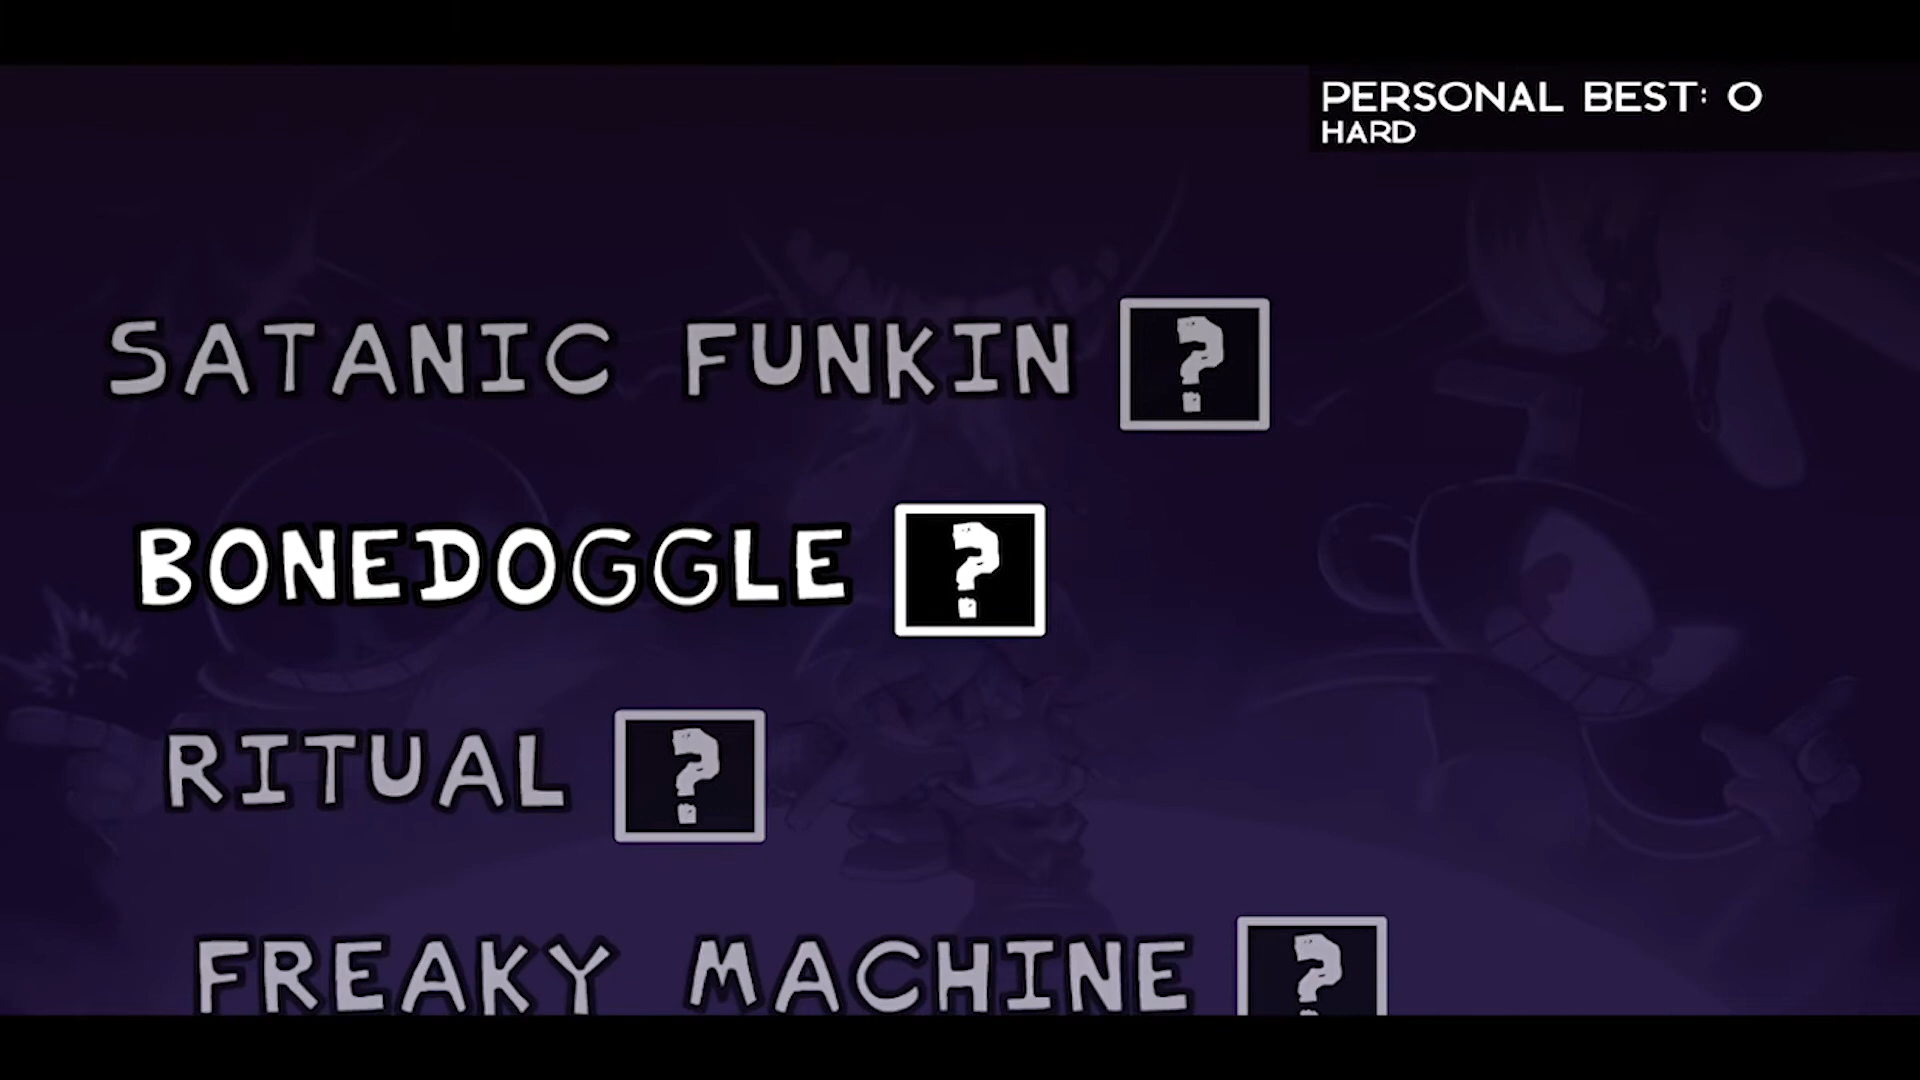 PERSONAL BEST: 0
HARD
SATANIC FUNKIN ?
BONEDOGGLE ?
RITUAL ?
FREAKY MACHINE ?